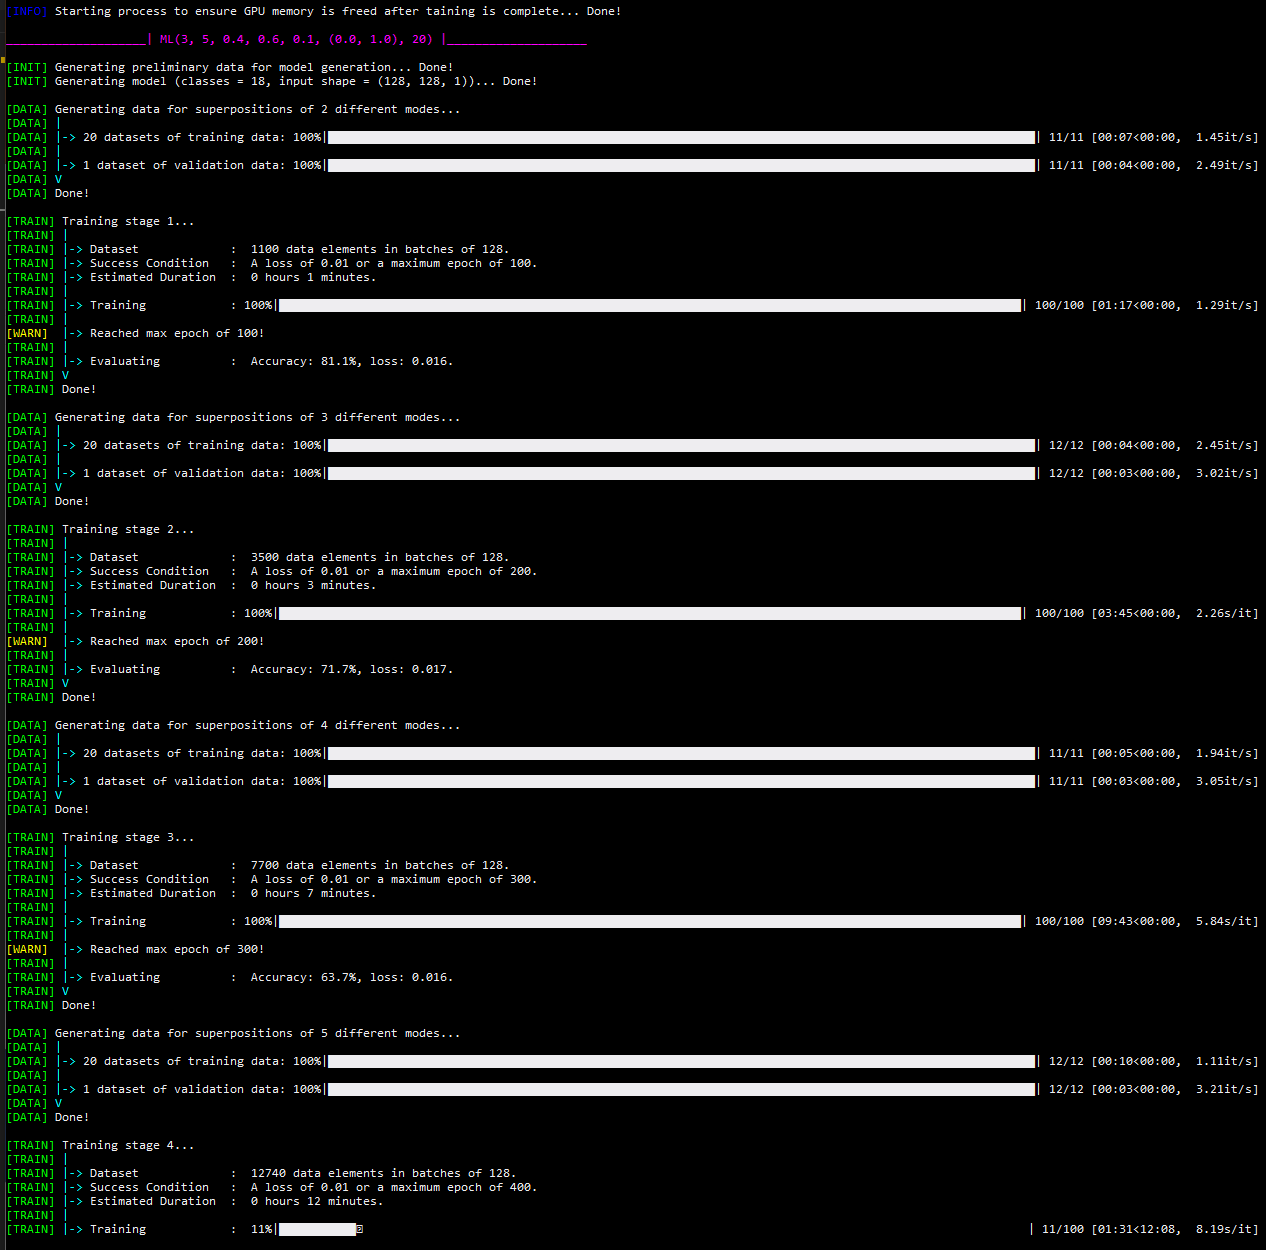 [INFO] Starting process to ensure GPU memory is freed after taining is complete... Done!
____________________| ML(3, 5, 0.4, 0.6, 0.1, (0.0, 1.0), 20) |____________________
[INIT] Generating preliminary data for model generation... Done!
[INIT] Generating model (classes = 18, input shape = (128, 128, 1))... Done!
[DATA] Generating data for superpositions of 2 different modes...
[DATA] |
[DATA] |-> 20 datasets of training data: 100%| | 11/11 [00:07<00:00, 1.45it/s]
[DATA] |
[DATA] |-> 1 dataset of validation data: 100%| | 11/11 [00:04<00:00, 2.49it/s]
[DATA] V
[DATA] Done!
[TRAIN] Training stage 1...
[TRAIN] |
[TRAIN] |-> Dataset : 1100 data elements in batches of 128.
[TRAIN] |-> Success Condition : A loss of 0.01 or a maximum epoch of 100.
[TRAIN] |-> Estimated Duration : 0 hours 1 minutes.
[TRAIN] |
[TRAIN] |-> Training : 100%| | 100/100 [01:17<00:00, 1.29it/s]
[TRAIN] |
[WARN] |-> Reached max epoch of 100!
[TRAIN] |
[TRAIN] |-> Evaluating : Accuracy: 81.1%, loss: 0.016.
[TRAIN] V
[TRAIN] Done!
[DATA] Generating data for superpositions of 3 different modes...
[DATA] |
[DATA] |-> 20 datasets of training data: 100%| | 12/12 [00:04<00:00, 2.45it/s]
[DATA] |
[DATA] |-> 1 dataset of validation data: 100%| | 12/12 [00:03<00:00, 3.02it/s]
[DATA] V
[DATA] Done!
[TRAIN] Training stage 2...
[TRAIN] |
[TRAIN] |-> Dataset : 3500 data elements in batches of 128.
[TRAIN] |-> Success Condition : A loss of 0.01 or a maximum epoch of 200.
[TRAIN] |-> Estimated Duration : 0 hours 3 minutes.
[TRAIN] |
[TRAIN] |-> Training : 100%| | 100/100 [03:45<00:00, 2.26s/it]
[TRAIN] |
[WARN] |-> Reached max epoch of 200!
[TRAIN] |
[TRAIN] |-> Evaluating : Accuracy: 71.7%, loss: 0.017.
[TRAIN] V
[TRAIN] Done!
[DATA] Generating data for superpositions of 4 different modes...
[DATA] |
[DATA] |-> 20 datasets of training data: 100%| | 11/11 [00:05<00:00, 1.94it/s]
[DATA] |
[DATA] |-> 1 dataset of validation data: 100%| | 11/11 [00:03<00:00, 3.05it/s]
[DATA] V
[DATA] Done!
[TRAIN] Training stage 3...
[TRAIN] |
[TRAIN] |-> Dataset : 7700 data elements in batches of 128.
[TRAIN] |-> Success Condition : A loss of 0.01 or a maximum epoch of 300.
[TRAIN] |-> Estimated Duration : 0 hours 7 minutes.
[TRAIN] |
[TRAIN] |-> Training : 100%| | 100/100 [09:43<00:00, 5.84s/it]
[TRAIN] |
[WARN] |-> Reached max epoch of 300!
[TRAIN] |
[TRAIN] |-> Evaluating : Accuracy: 63.7%, loss: 0.016.
[TRAIN] V
[TRAIN] Done!
[DATA] Generating data for superpositions of 5 different modes...
[DATA] |
[DATA] |-> 20 datasets of training data: 100%| | 12/12 [00:10<00:00, 1.11it/s]
[DATA] |
[DATA] |-> 1 dataset of validation data: 100%| | 12/12 [00:03<00:00, 3.21it/s]
[DATA] V
[DATA] Done!
[TRAIN] Training stage 4...
[TRAIN] |
[TRAIN] |-> Dataset : 12740 data elements in batches of 128.
[TRAIN] |-> Success Condition : A loss of 0.01 or a maximum epoch of 400.
[TRAIN] |-> Estimated Duration : 0 hours 12 minutes.
[TRAIN] |
[TRAIN] |-> Training : 11%| | 11/100 [01:31<12:08, 8.19s/it]